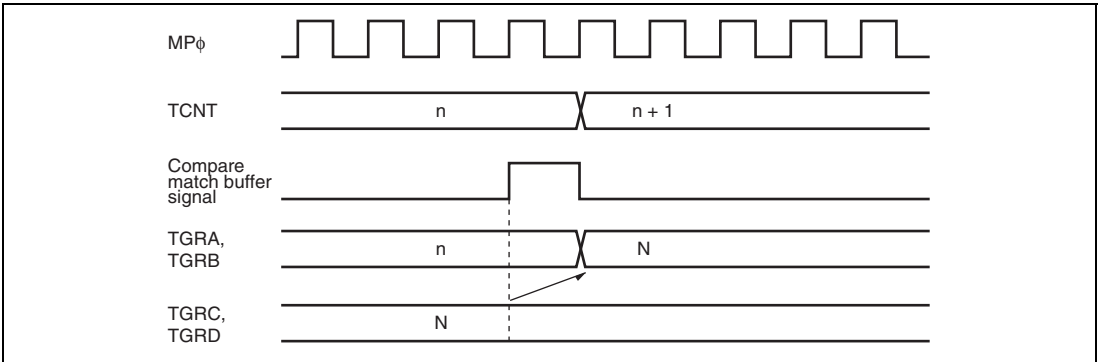 MPϕ
TCNT
n
n + 1
Compare
match buffer
signal
TGRA,
TGRB
n
N
TGRC,
TGRD
N